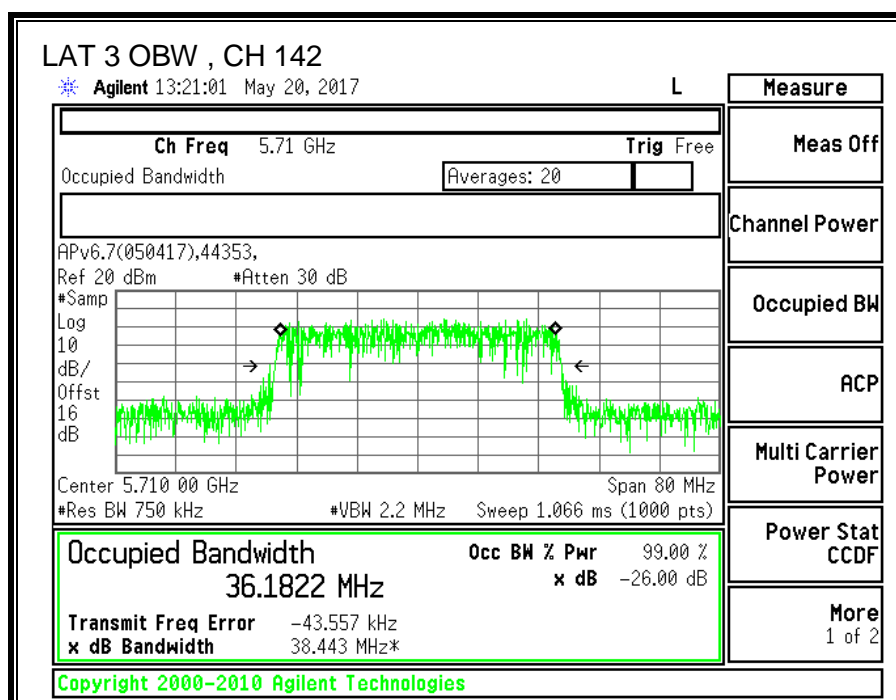 LAT 3 OBW , CH 142
Agilent 13:21:01 May 20, 2017 L
Measure
Ch Freq 5.71 GHz Trig Free
Occupied Bandwidth Averages: 20
APv6.7(050417),44353,
Ref 20 dBm #Atten 30 dB
#Samp
Log
10
dB/
Offst
16
dB
Center 5.710 00 GHz Span 80 MHz
#Res BW 750 kHz #VBW 2.2 MHz Sweep 1.066 ms (1000 pts)
Occupied Bandwidth
36.1822 MHz
Occ BW % Pwr 99.00 %
x dB -26.00 dB
Transmit Freq Error -43.557 kHz
x dB Bandwidth 38.443 MHz*
Copyright 2000-2010 Agilent Technologies
Meas Off
Channel Power
Occupied BW
ACP
Multi Carrier
Power
Power Stat
CCDF
More
1 of 2